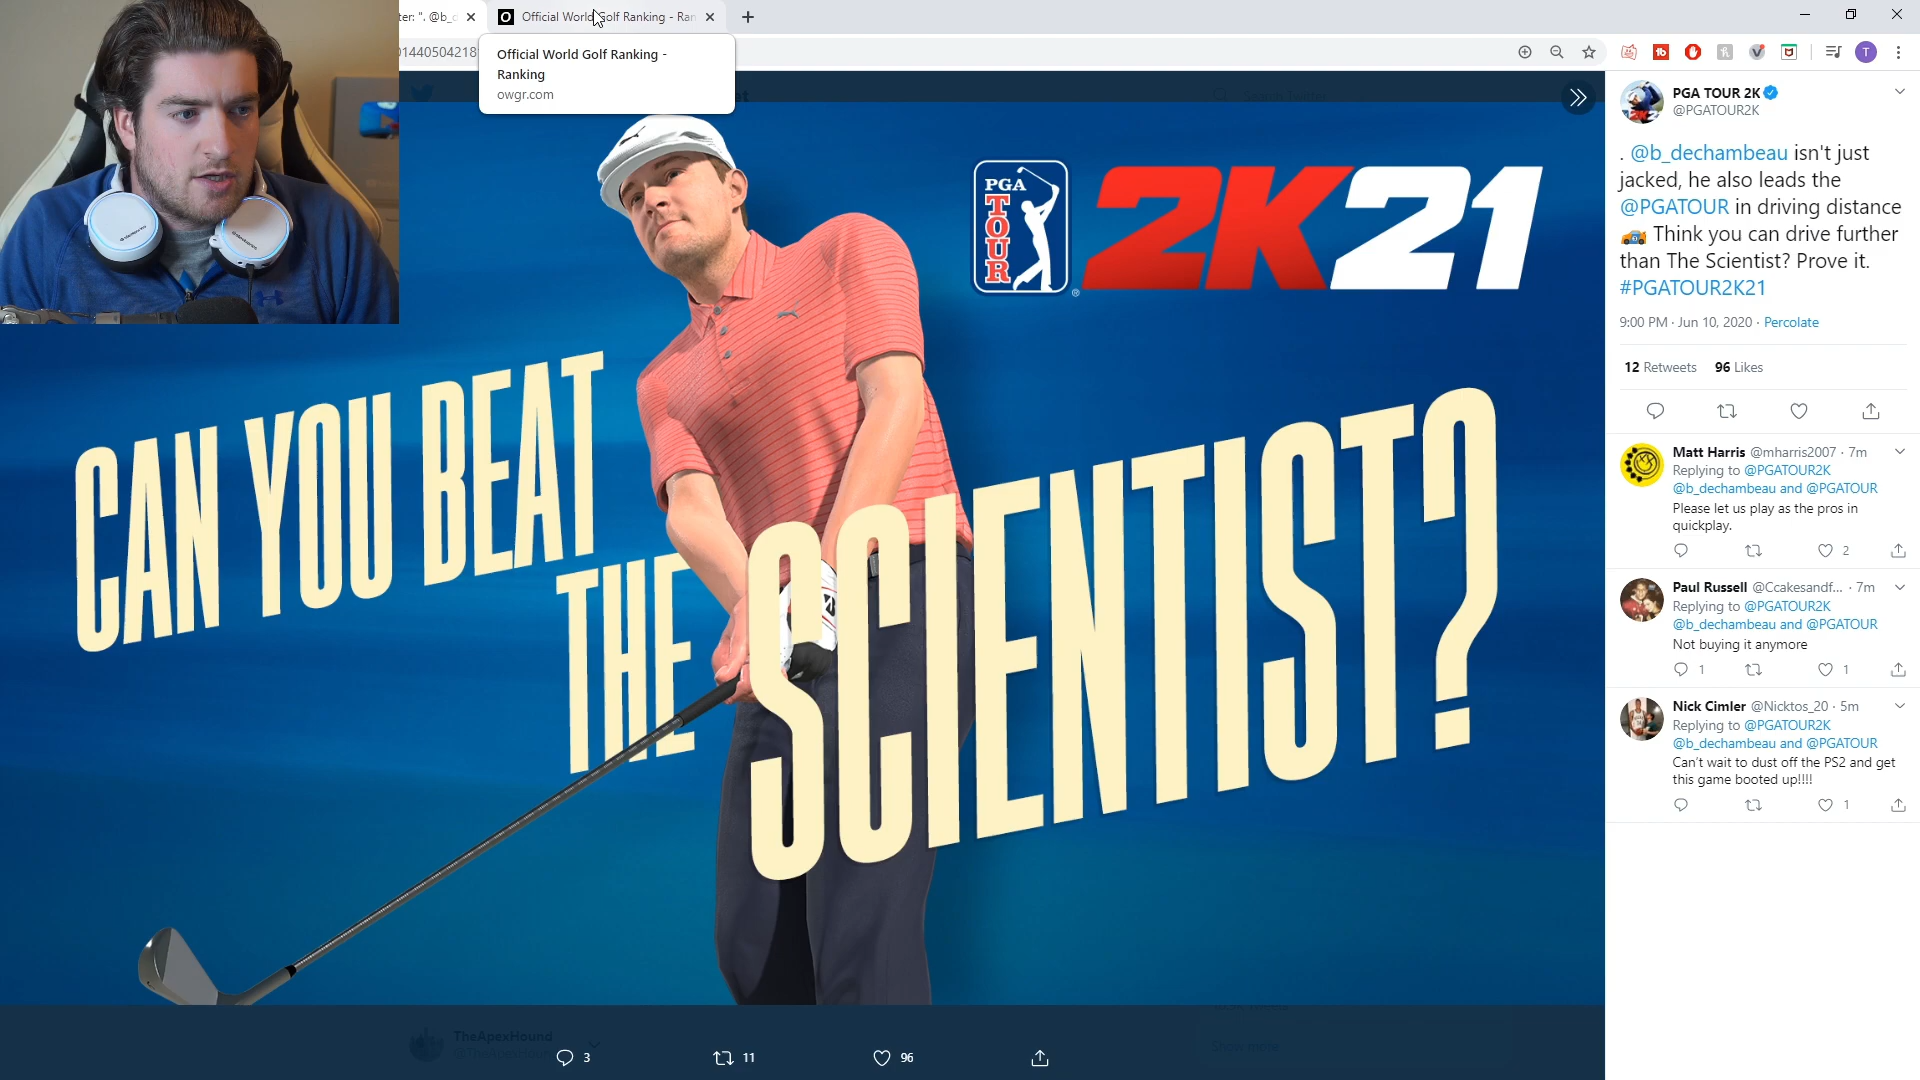 ter: ". @b_d
Official World Golf Ranking - Ran
01440504218
Official World Golf Ranking -
Ranking
owgr.com
PGA
TOUR
2K21
CAN YOU BEAT
THE SCIENTIST?
PGA TOUR 2K
@PGATOUR2K
. @b_dechambeau isn't just
jacked, he also leads the
@PGATOUR in driving distance
Think you can drive further
than The Scientist? Prove it.
#PGATOUR2K21
9:00 PM · Jun 10, 2020 · Percolate
12 Retweets 96 Likes
Matt Harris @mharris2007 · 7m
Replying to @PGATOUR2K
@b_dechambeau and @PGATOUR
Please let us play as the pros in
quickplay.
2
Paul Russell @Ccakesandf... · 7m
Replying to @PGATOUR2K
@b_dechambeau and @PGATOUR
Not buying it anymore
1 1
Nick Cimler @Nicktos_20 · 5m
Replying to @PGATOUR2K
@b_dechambeau and @PGATOUR
Can't wait to dust off the PS2 and get
this game booted up!!!!
1
TheApexHound
Show more
3 11 96
T